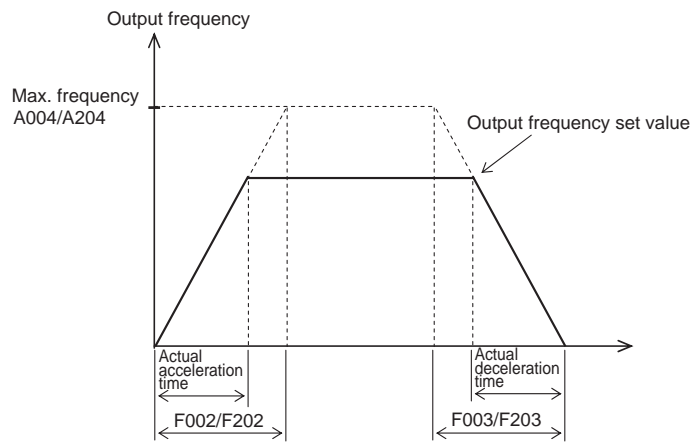 Output frequency
Max. frequency
A004/A204
Output frequency set value
Actual
accleration
time
Actual
deceleration
time
F002/F202
F003/F203